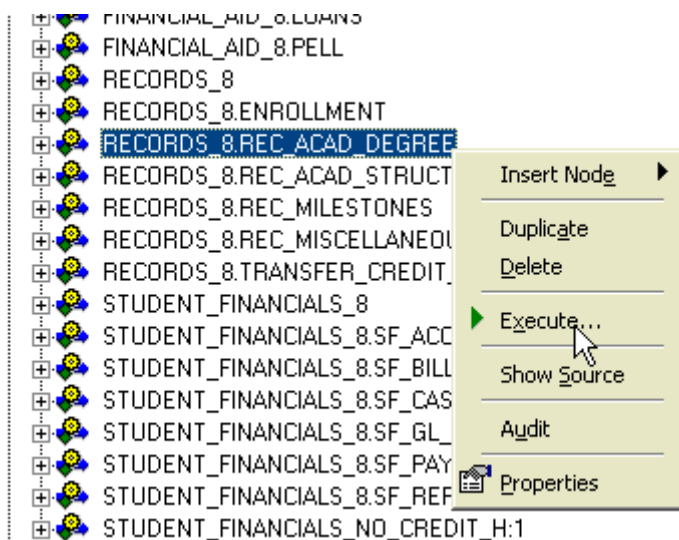 FINANCIAL_AID_8.LOANS
FINANCIAL_AID_8.PELL
RECORDS_8
RECORDS_8.ENROLLMENT
RECORDS_8.REC_ACAD_DEGREE
RECORDS_8.REC_ACAD_STRUCT
RECORDS_8.REC_MILESTONES
RECORDS_8.REC_MISCELLANEOU
RECORDS_8.TRANSFER_CREDIT_
STUDENT_FINANCIALS_8
STUDENT_FINANCIALS_8.SF_ACC
STUDENT_FINANCIALS_8.SF_BILL
STUDENT_FINANCIALS_8.SF_CAS
STUDENT_FINANCIALS_8.SF_GL_
STUDENT_FINANCIALS_8.SF_PAY
STUDENT_FINANCIALS_8.SF_REF
STUDENT_FINANCIALS_NO_CREDIT_H:1
Insert Node
Duplicate
Delete
Execute...
Show Source
Audit
Properties